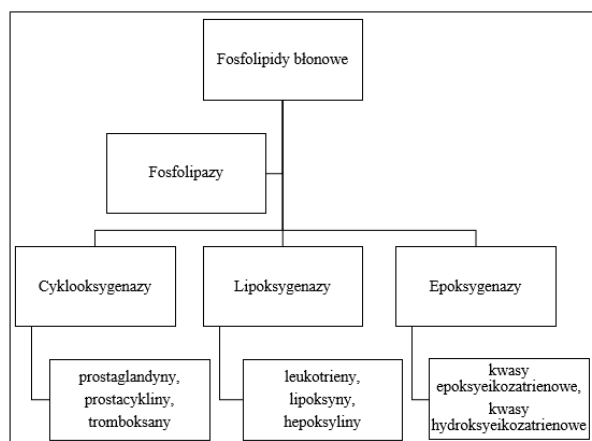 Fosfolipidy błonowe
Fosfolipazy
Cyklooksygenazy
Lipoksygenazy
Epoksygenazy
prostaglandyny,
prostacykliny,
tromboksany
leukotrieny,
lipoksyny,
hepoksyliny
kwasy
epoksyeikozatrienowe,
kwasy
hydroksyeikozatrienowe